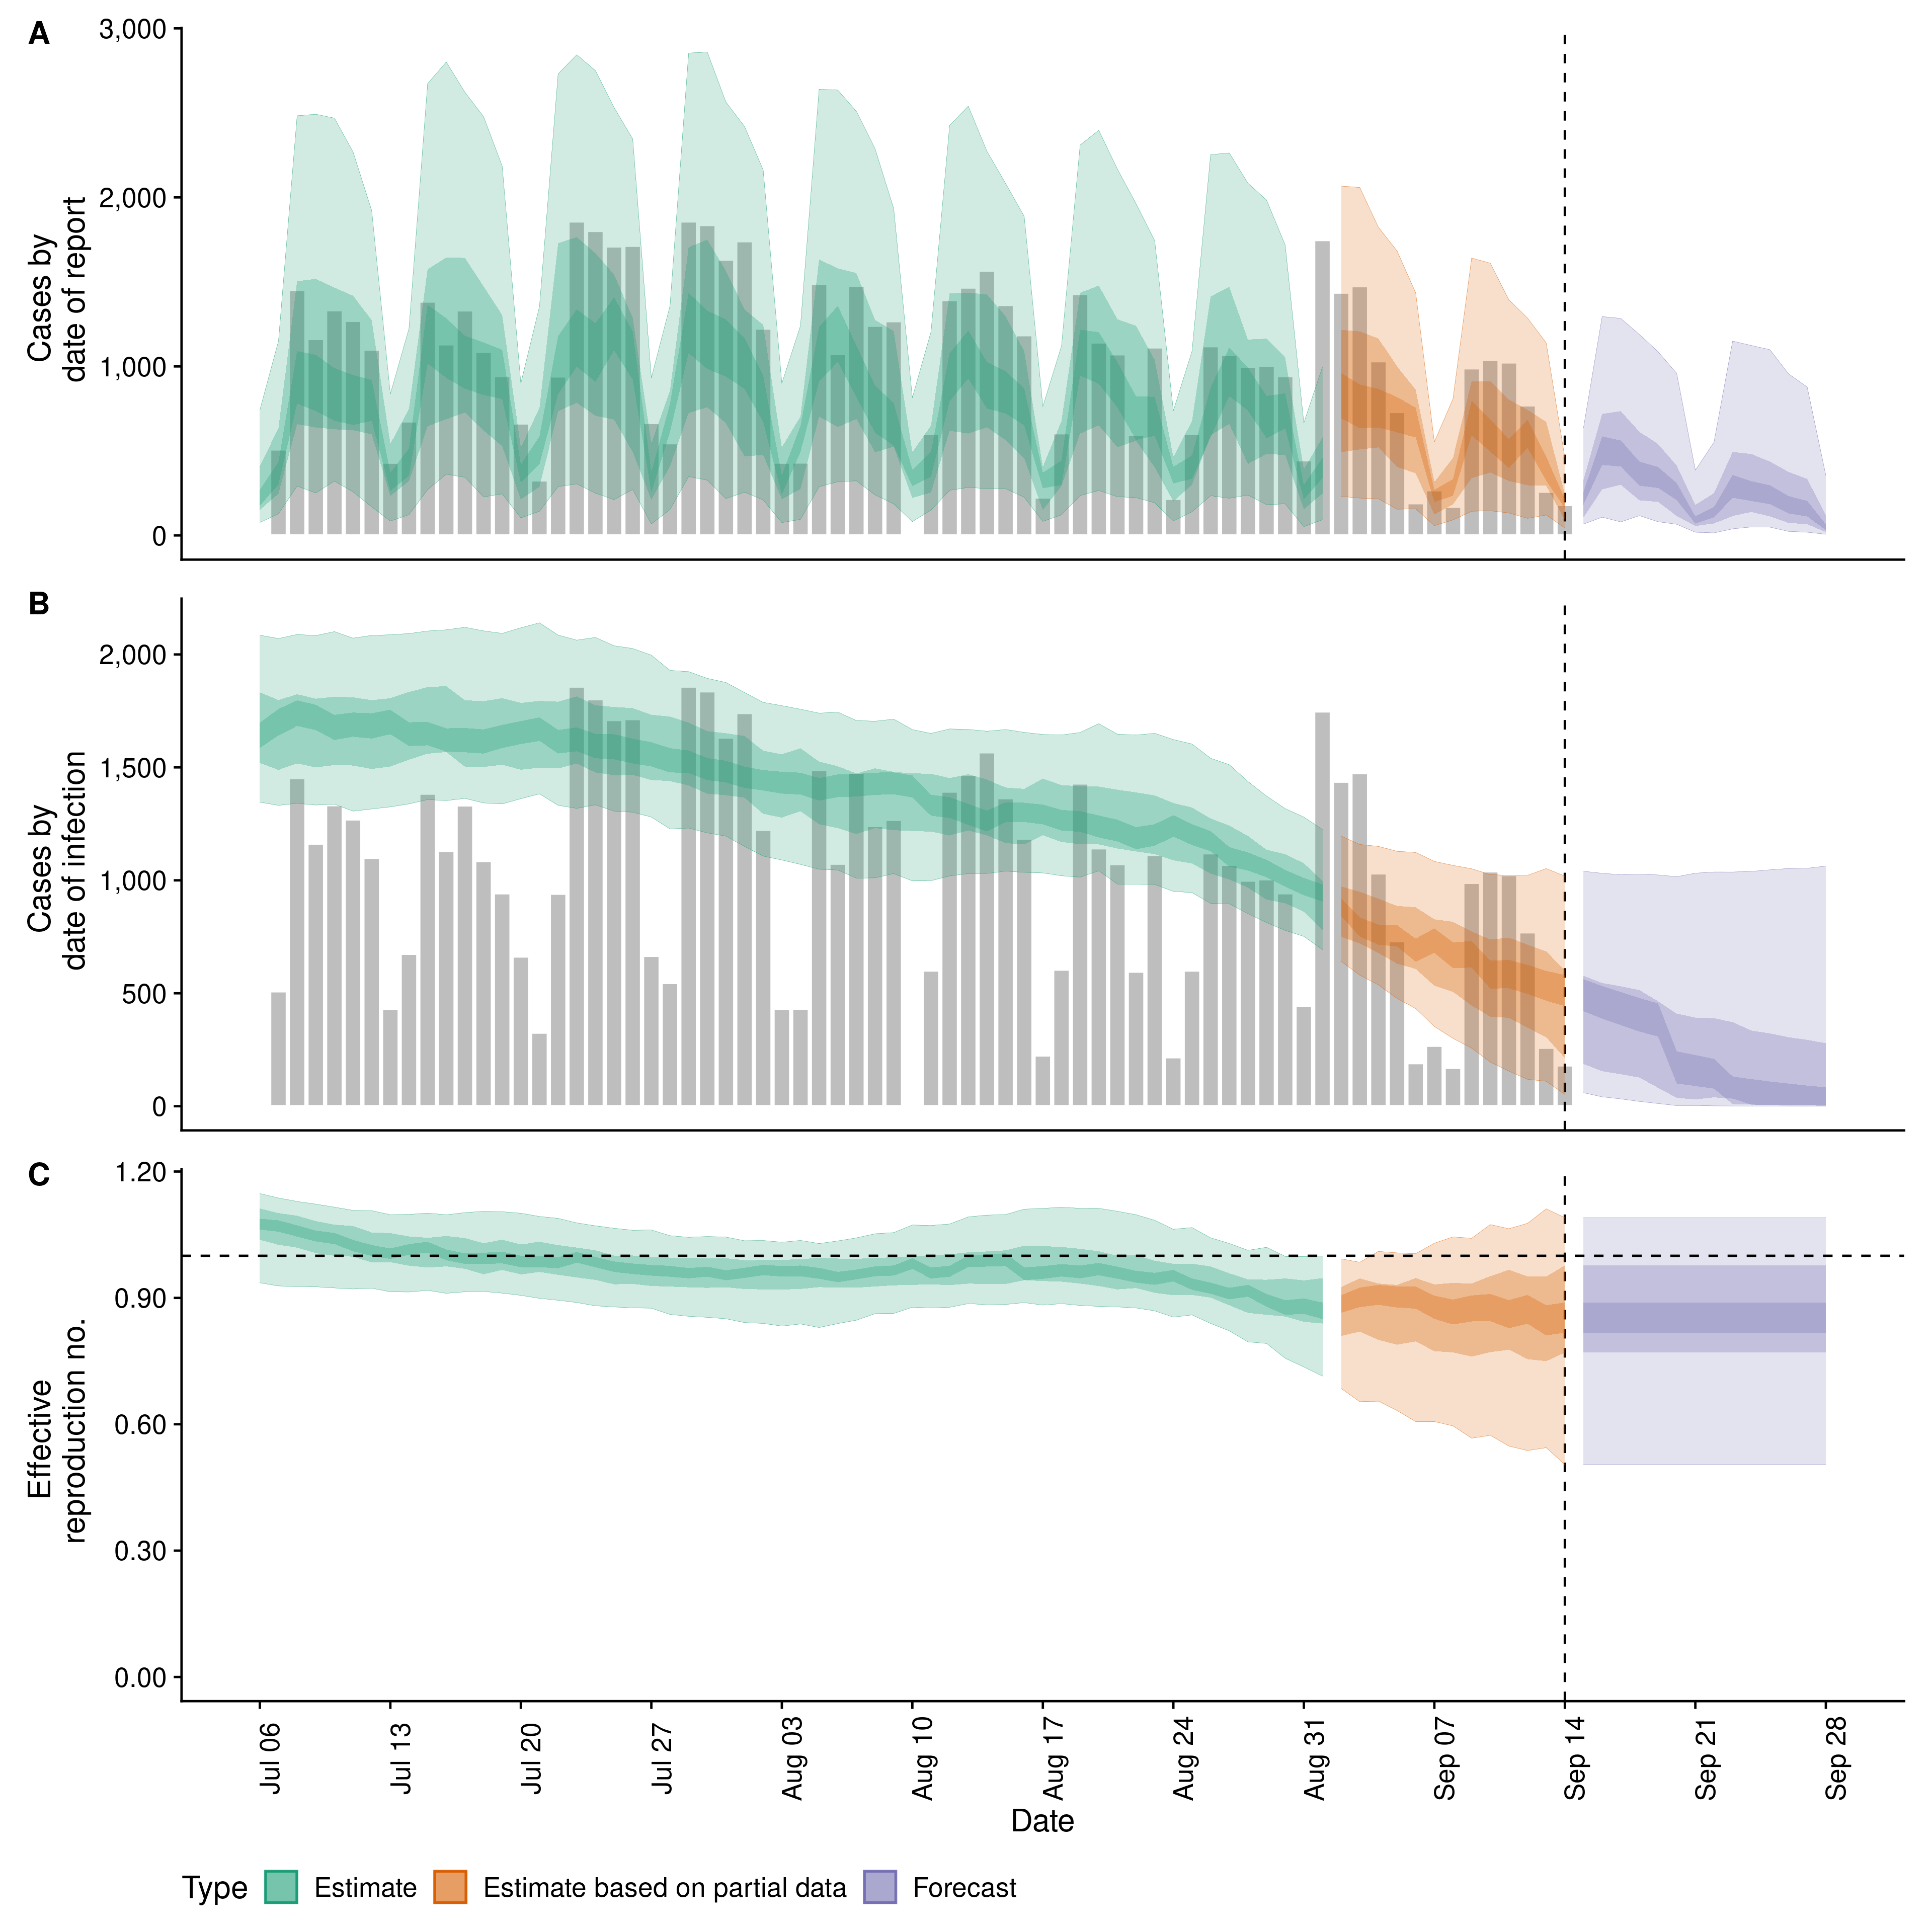 A
3,000
2,000
1,000
0
Cases by
date of report
B
2,000
1,500
1,000
500
0
Cases by
date of infection
C
1.20
0.90
0.60
0.30
0.00
Effective
reproduction no.
Jul 06
Jul 13
Jul 20
Jul 27
Aug 03
Aug 10
Aug 17
Aug 24
Aug 31
Sep 07
Sep 14
Sep 21
Sep 28
Date
Type Estimate Estimate based on partial data Forecast